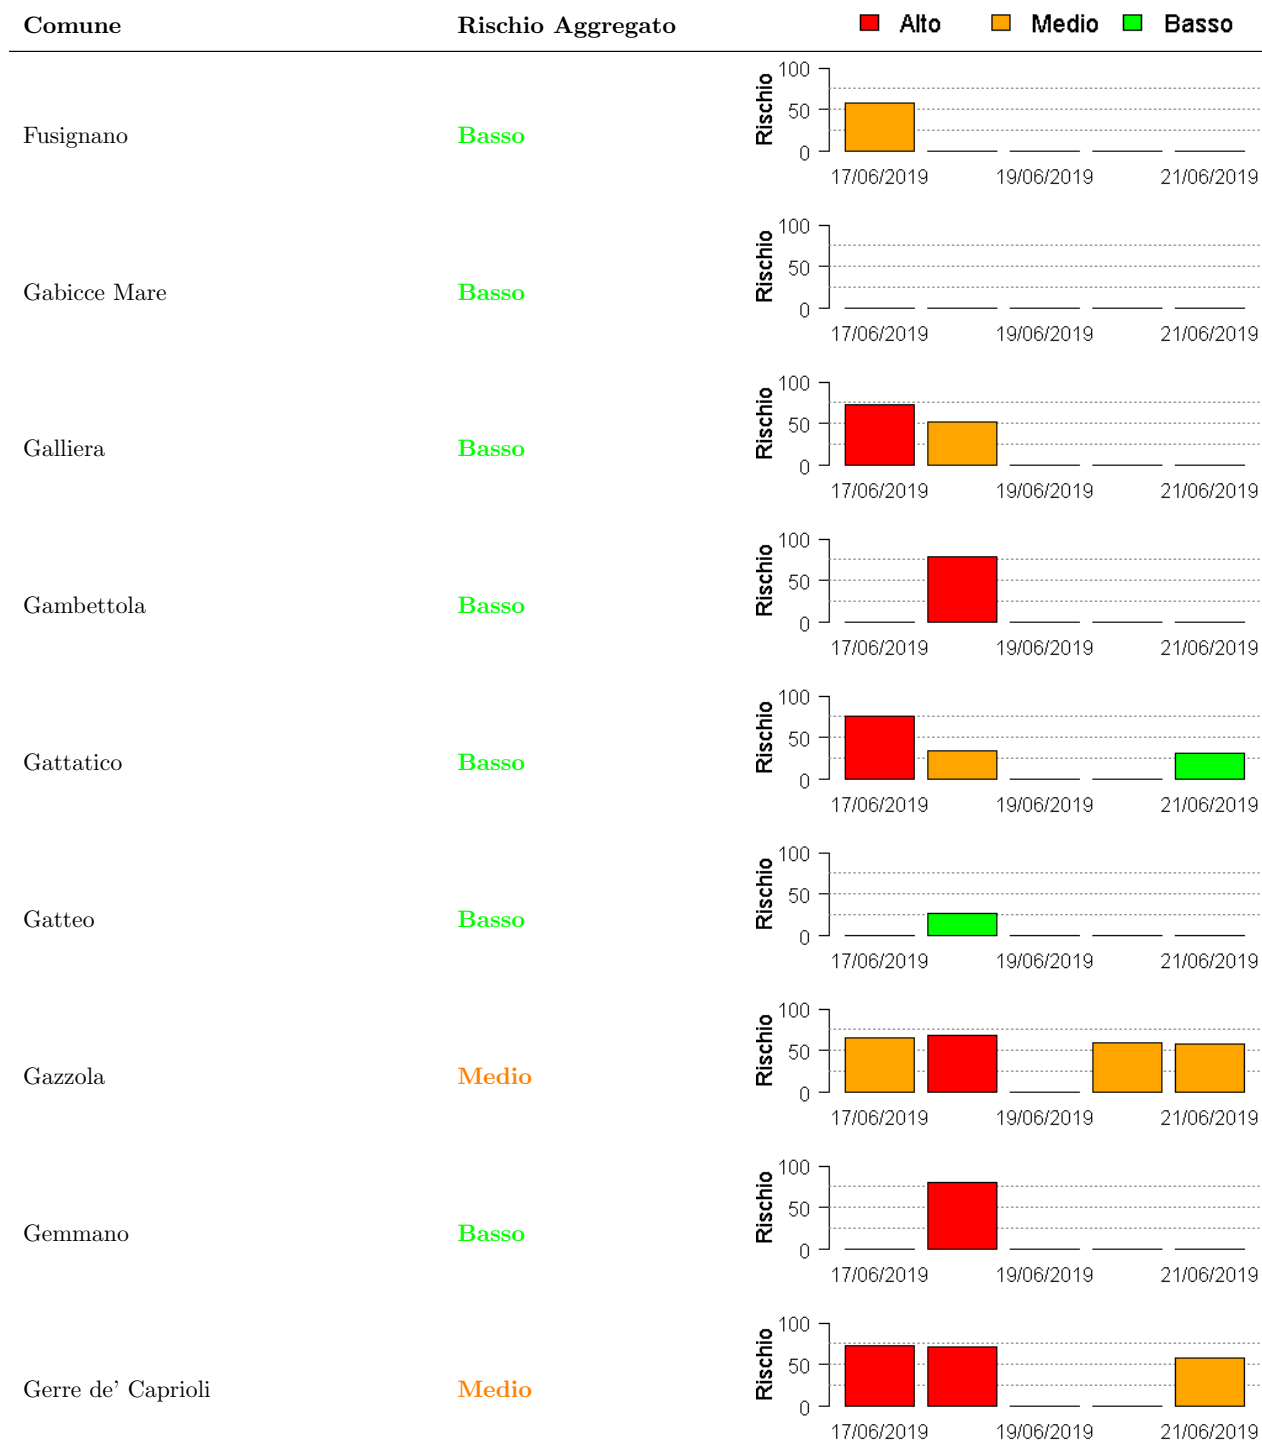 Comune Rischio Aggregato Alto Medio Basso
100
50
0
Rischio
Fusignano Basso
17/06/2019 19/06/2019 21/06/2019
100
50
0
Rischio
Gabicce Mare Basso
17/06/2019 19/06/2019 21/06/2019
100
50
0
Rischio
Galliera Basso
17/06/2019 19/06/2019 21/06/2019
100
50
0
Rischio
Gambettola Basso
17/06/2019 19/06/2019 21/06/2019
100
50
0
Rischio
Gattatico Basso
17/06/2019 19/06/2019 21/06/2019
100
50
0
Rischio
Gatteo Basso
17/06/2019 19/06/2019 21/06/2019
100
50
0
Rischio
Gazzola Medio
17/06/2019 19/06/2019 21/06/2019
100
50
0
Rischio
Gemmano Basso
17/06/2019 19/06/2019 21/06/2019
100
50
0
Rischio
Gerre de' Caprioli Medio
17/06/2019 19/06/2019 21/06/2019